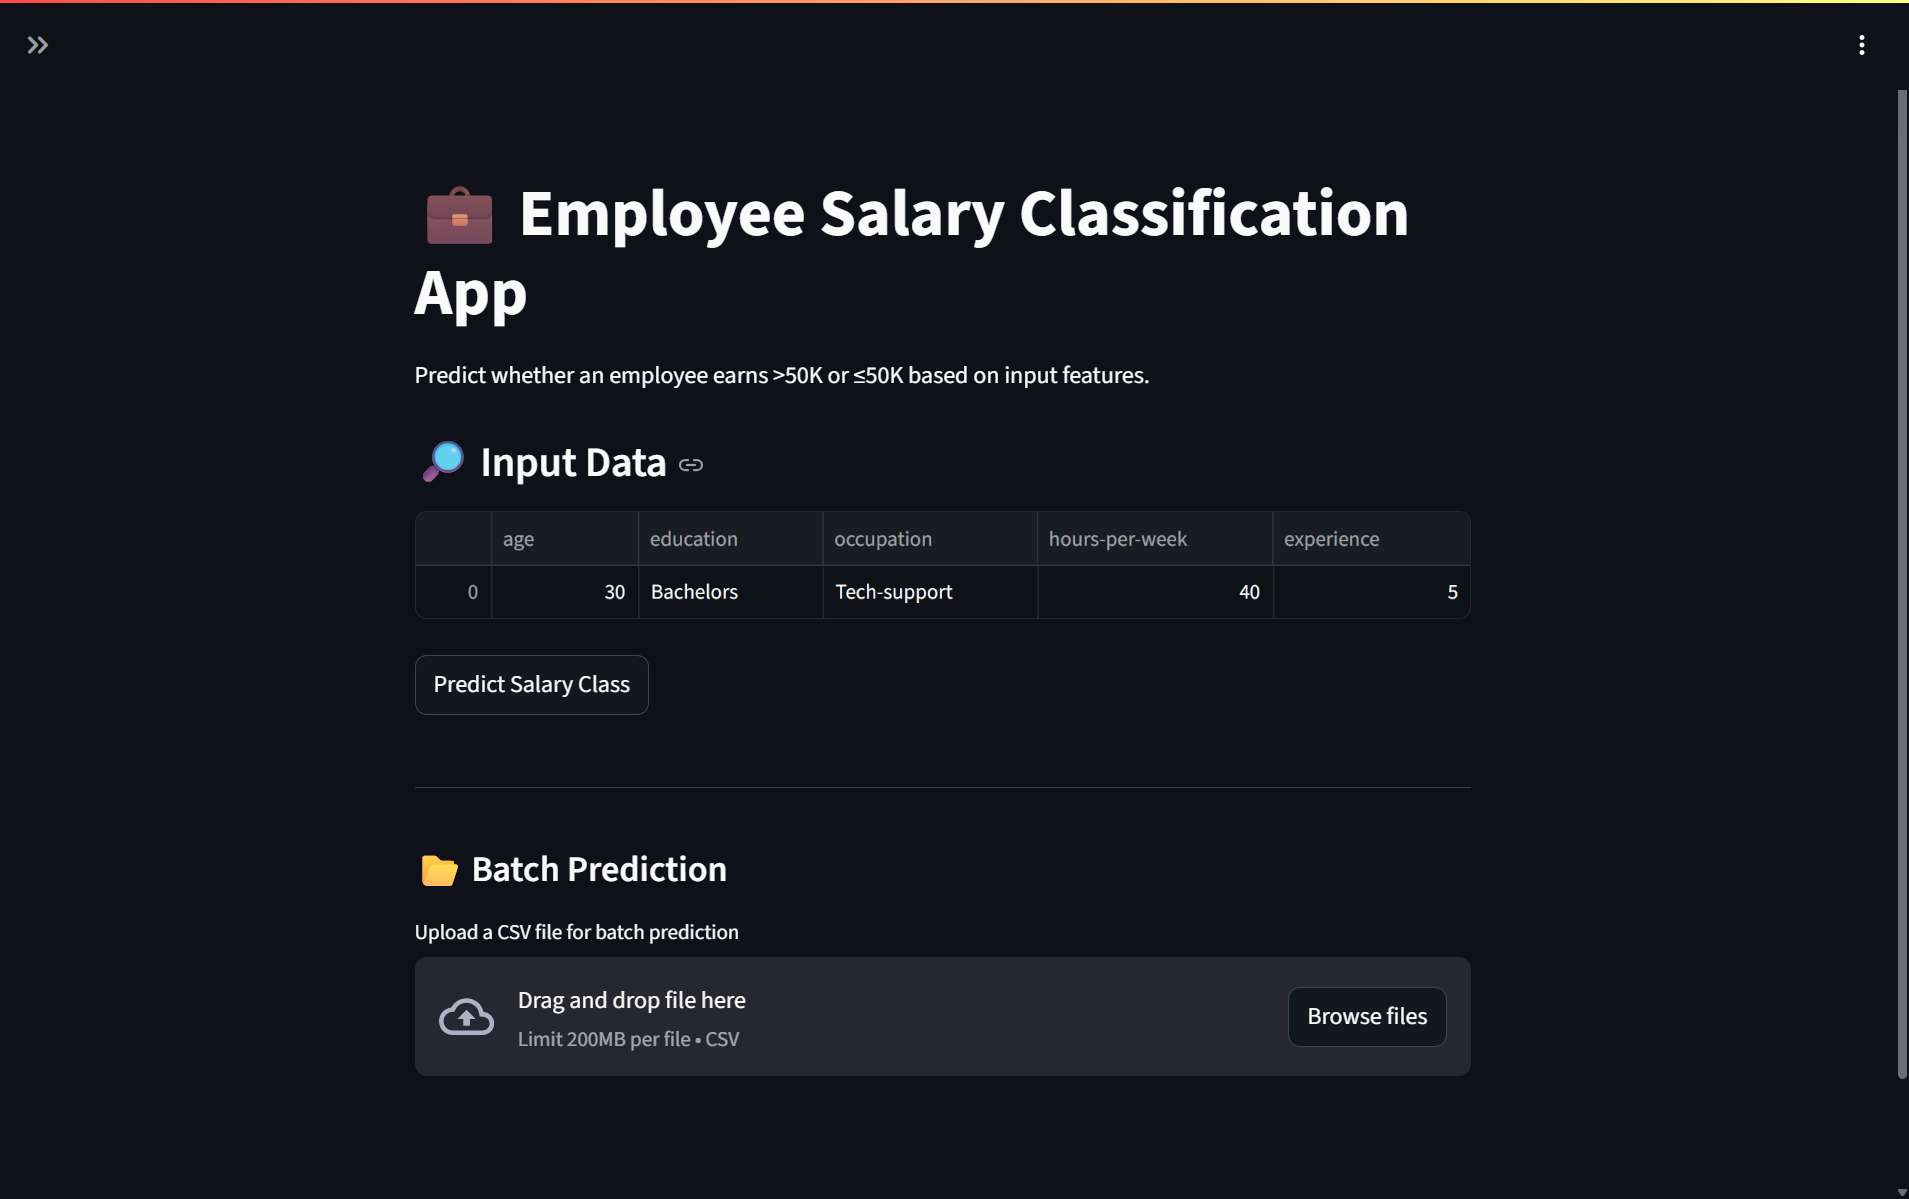 Employee Salary Classification
App
Predict whether an employee earns >50K or ≤50K based on input features.
Input Data
age education occupation hours-per-week experience
0 30 Bachelors Tech-support 40 5
Predict Salary Class
Batch Prediction
Upload a CSV file for batch prediction
Drag and drop file here
Limit 200MB per file • CSV
Browse files